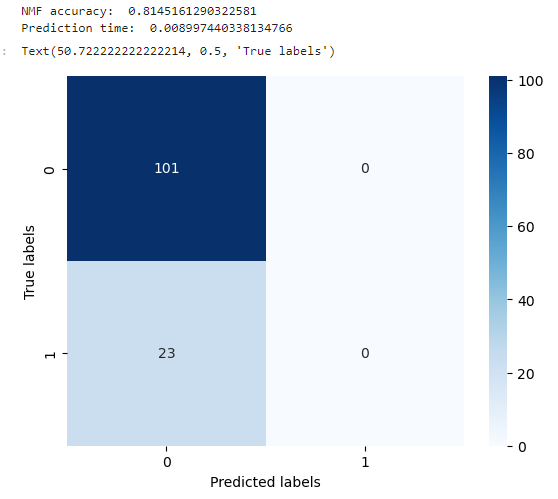 NMF accuracy:  0.8145161290322581
Prediction time:  0.008997440338134766
: Text(50.722222222222214, 0.5, 'True labels')
100
80
60
40
20
0
0
101
0
True labels
1
23
0
0
1
Predicted labels